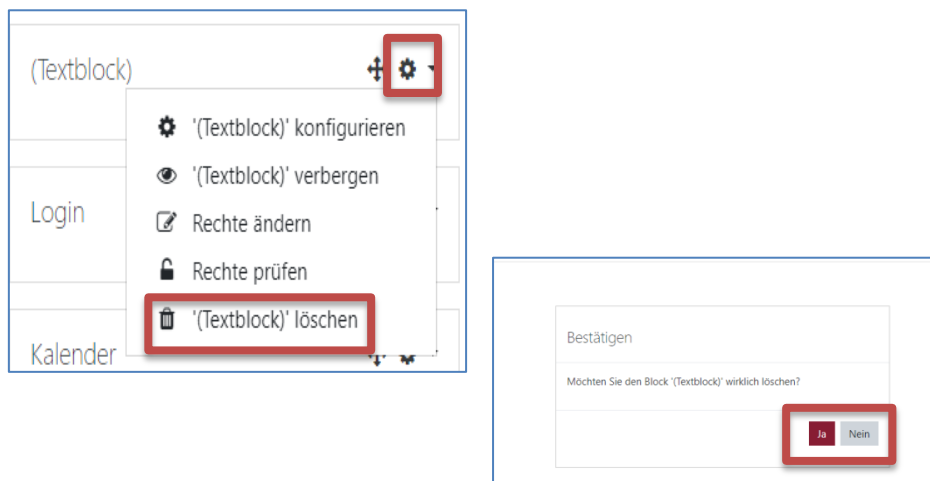 (Textblock)
'(Textblock)' konfigurieren
'(Textblock)' verbergen
Login
Rechte ändern
Rechte prüfen
'(Textblock)' löschen
Kalender
Bestätigen
Möchten Sie den Block '(Textblock)' wirklich löschen?
Ja Nein